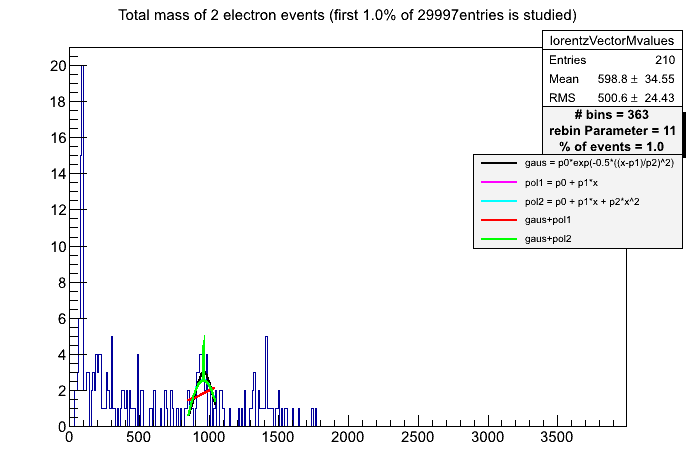 Total mass of 2 electron events (first 1.0% of 29997entries is studied)
lorentzVectorMvalues
Entries 210
Mean 598.8 ± 34.55
RMS 500.6 ± 24.43
# bins = 363
rebin Parameter = 11
% of events = 1.0
gaus = p0*exp(-0.5*((x-p1)/p2)^2)
pol1 = p0 + p1*x
pol2 = p0 + p1*x + p2*x^2
gaus+pol1
gaus+pol2
20
18
16
14
12
10
8
6
4
2
0
0 500 1000 1500 2000 2500 3000 3500